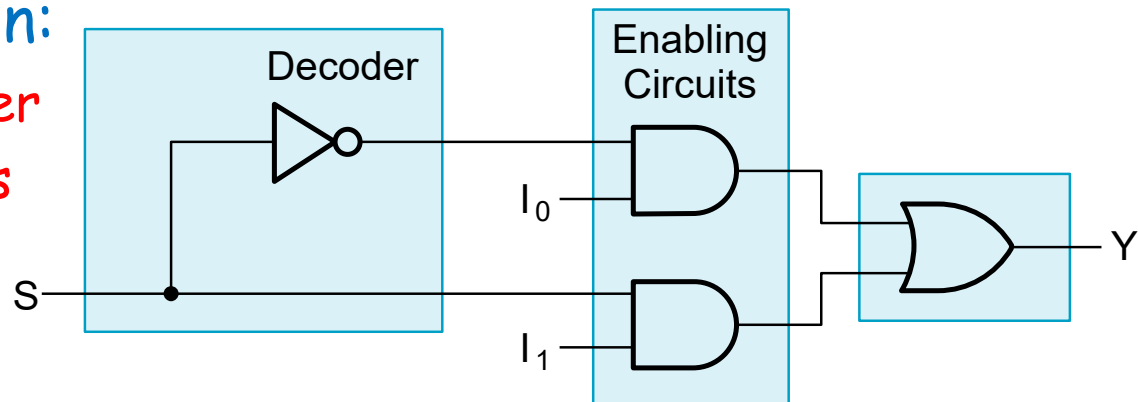 n:
er
s
Decoder
Enabling
Circuits
I0
S
I1
Y